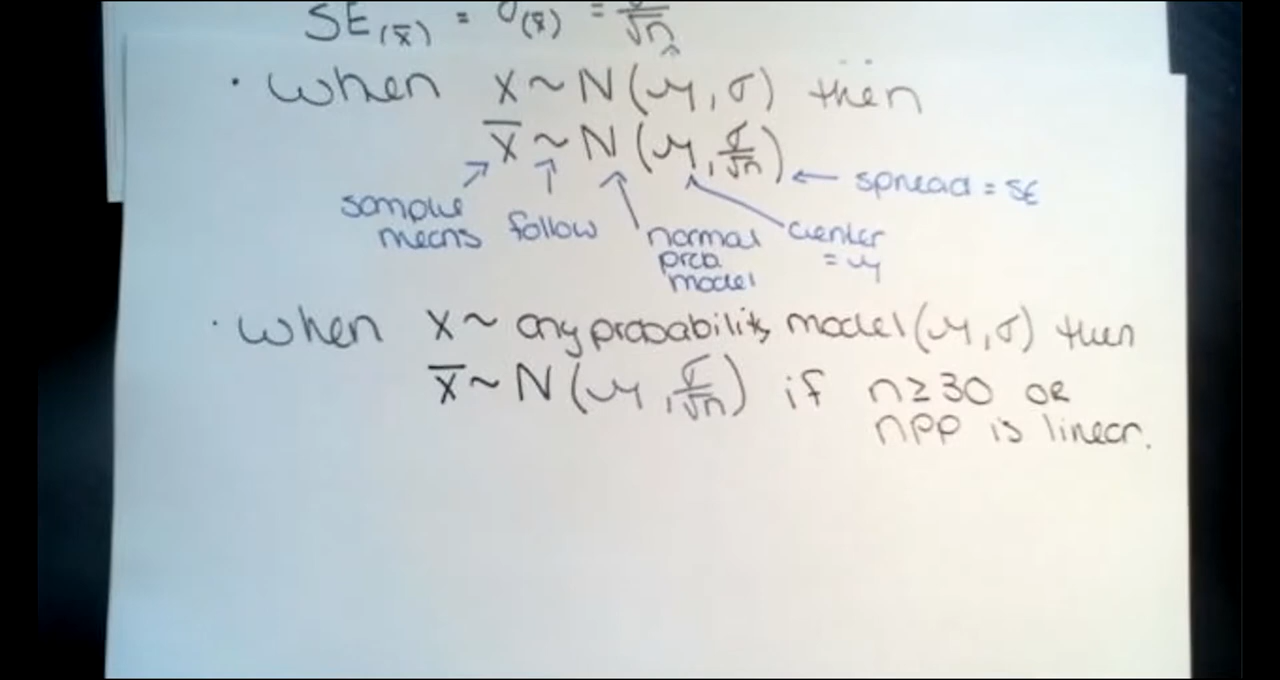 SE(x̄) = σ(x̄) = σ/√n
· When X ~ N(μ, σ) then
X̄ ~ N(μ, σ/√n)
← spread = SE
sample means
follow
normal prob. model
center = μ
· When X ~ any probability model (μ, σ) then
X̄ ~ N(μ, σ/√n) if n ≥ 30 OR
NPP is linear.